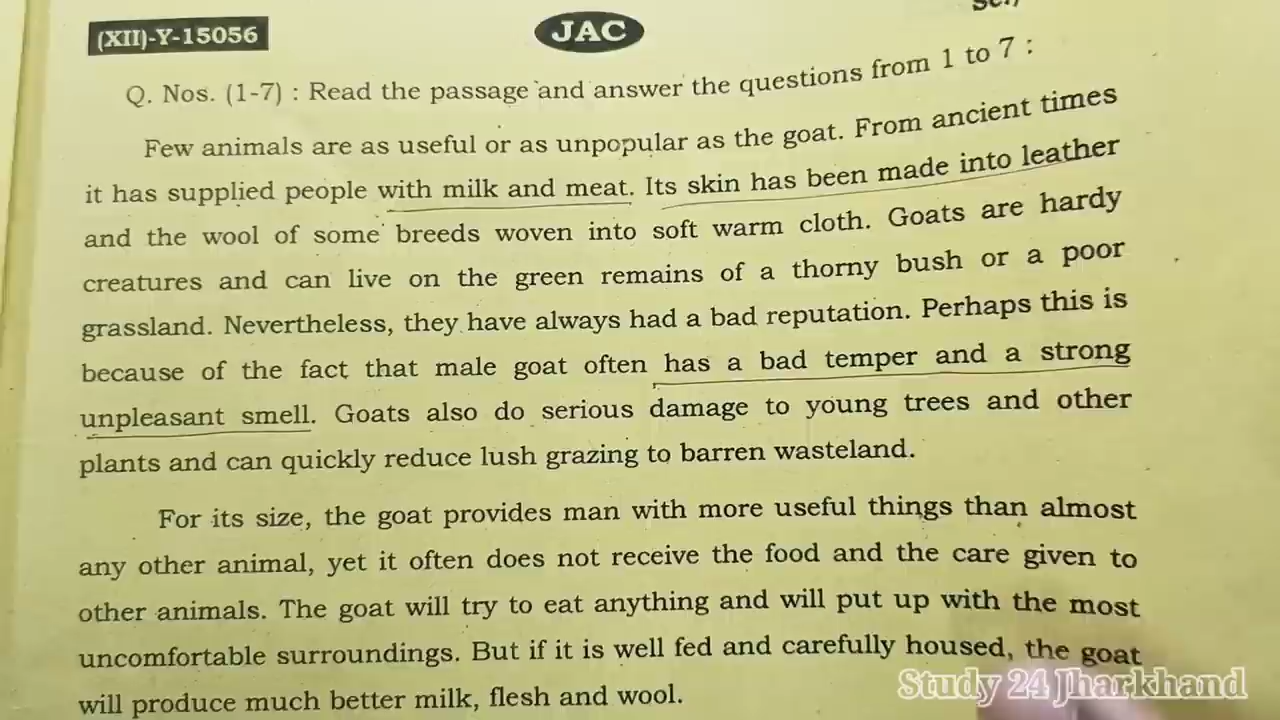 (XII)-Y-15056
JAC
Q. Nos. (1-7) : Read the passage and answer the questions from 1 to 7 :
Few animals are as useful or as unpopular as the goat. From ancient times
it has supplied people with milk and meat. Its skin has been made into leather
and the wool of some breeds woven into soft warm cloth. Goats are hardy
creatures and can live on the green remains of a thorny bush or a poor
grassland. Nevertheless, they have always had a bad reputation. Perhaps this is
because of the fact that male goat often has a bad temper and a strong
unpleasant smell. Goats also do serious damage to young trees and other
plants and can quickly reduce lush grazing to barren wasteland.
For its size, the goat provides man with more useful things than almost
any other animal, yet it often does not receive the food and the care given to
other animals. The goat will try to eat anything and will put up with the most
uncomfortable surroundings. But if it is well fed and carefully housed, the goat
will produce much better milk, flesh and wool.
Study 24 Jharkhand